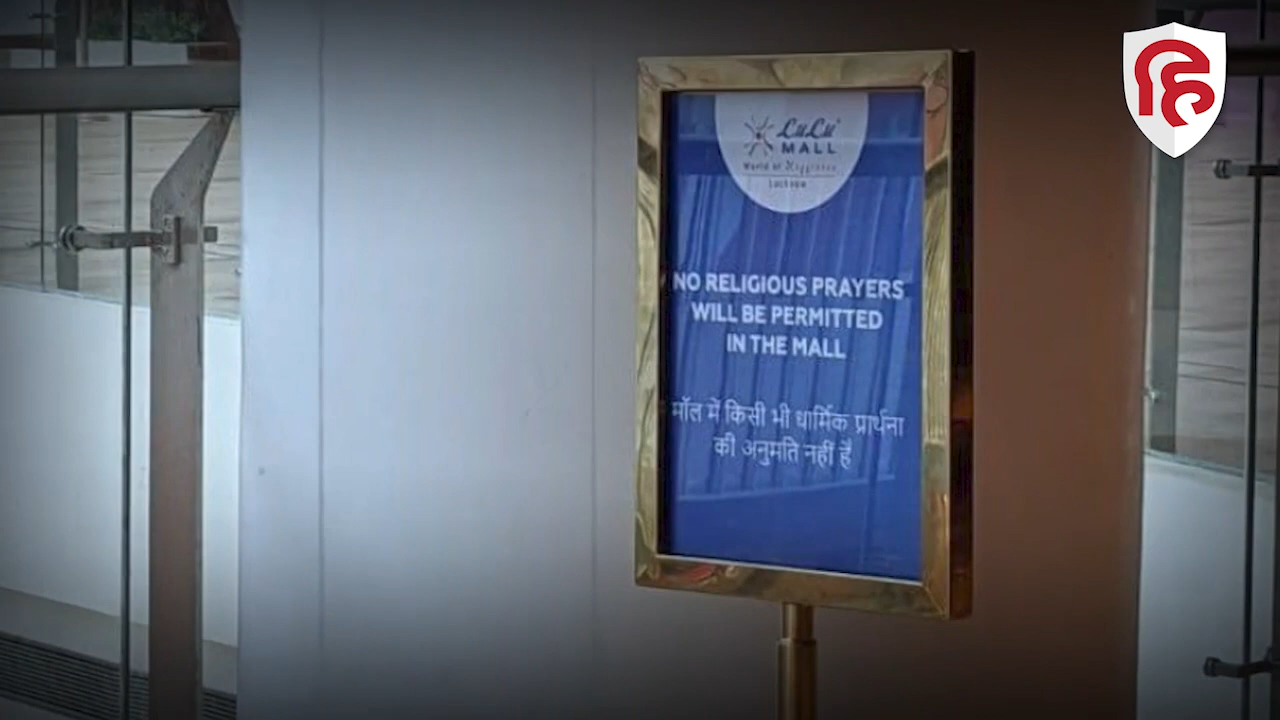 LuLu
MALL
World of Happiness
Lucknow
NO RELIGIOUS PRAYERS
WILL BE PERMITTED
IN THE MALL
मॉल में किसी भी धार्मिक प्रार्थना
की अनुमति नहीं है
हि